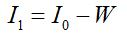 I₁ = I₀ − W